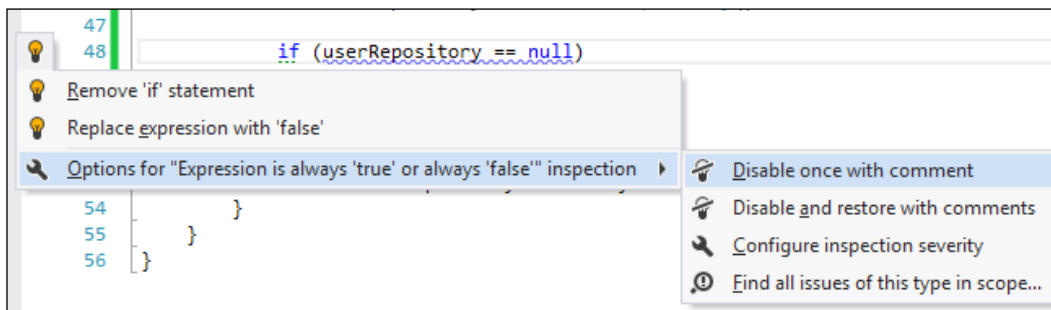 47
48 if (userRepository == null)
Remove 'if' statement
Replace expression with 'false'
Options for "Expression is always 'true' or always 'false'" inspection
Disable once with comment
54 }
Disable and restore with comments
55 }
Configure inspection severity
56 }
Find all issues of this type in scope...